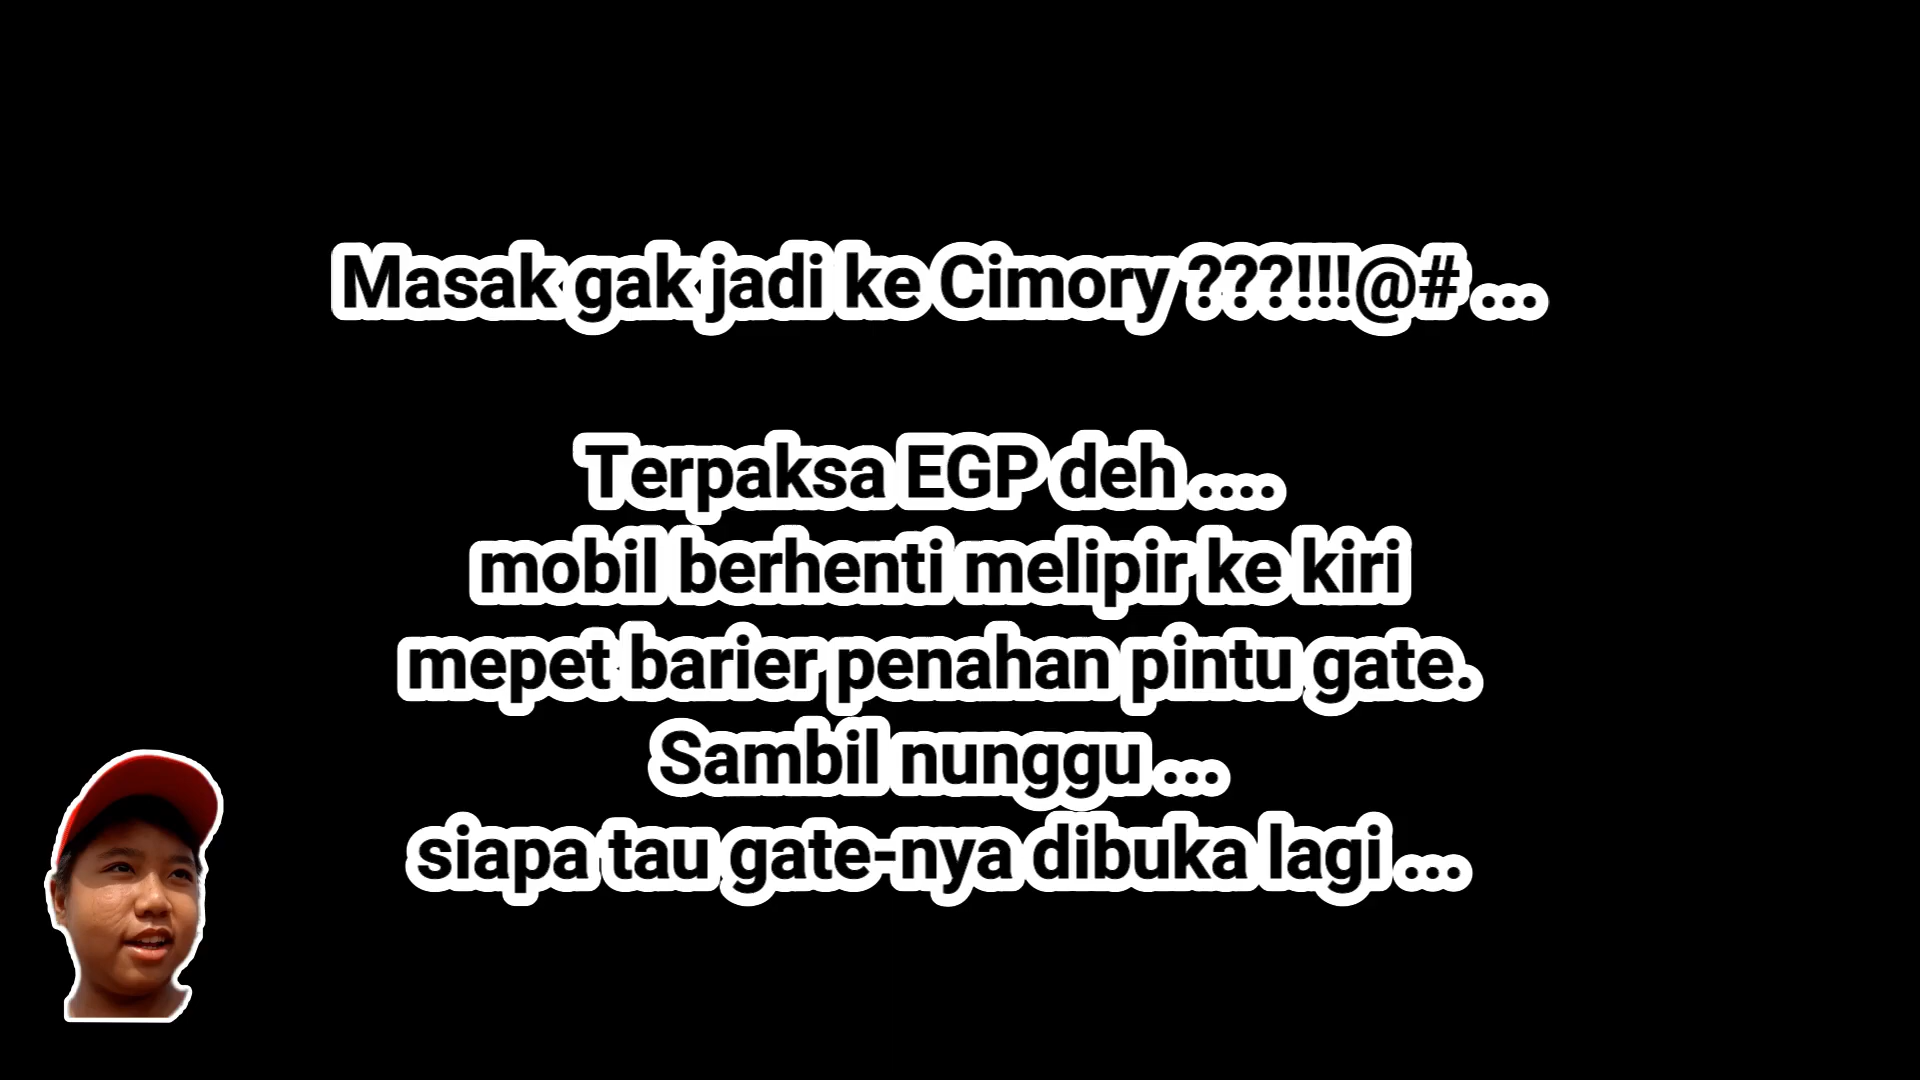 Masak gak jadi ke Cimory ???!!!@# ...
Terpaksa EGP deh ....
mobil berhenti melipir ke kiri
mepet barier penahan pintu gate.
Sambil nunggu ...
siapa tau gate-nya dibuka lagi ...